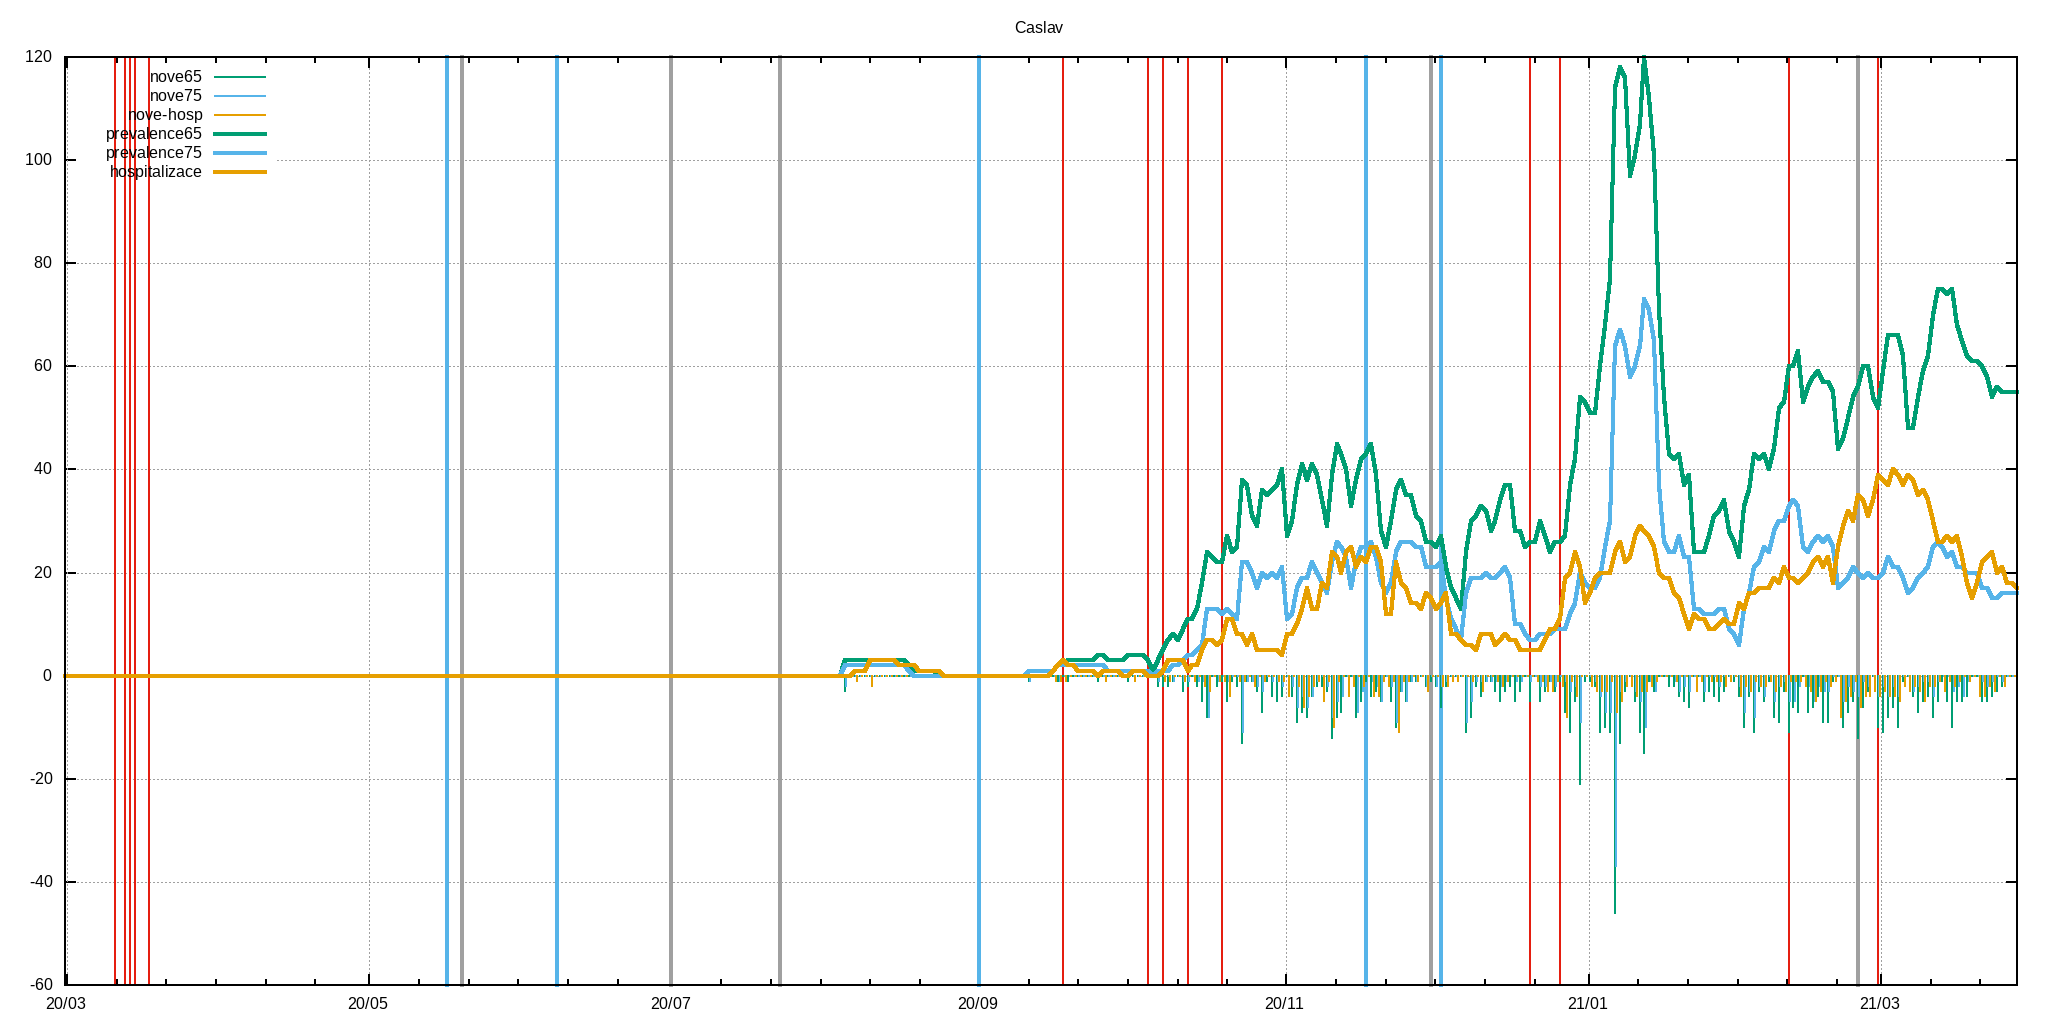 Caslav
120
100
80
60
40
20
0
-20
-40
-60
nove65
nove75
nove-hosp
prevalence65
prevalence75
hospitalizace
20/03 20/05 20/07 20/09 20/11 21/01 21/03